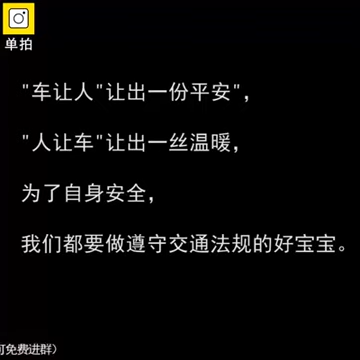 单拍
"车让人"让出一份平安",
"人让车"让出一丝温暖,
为了自身安全,
我们都要做遵守交通法规的好宝宝。
可免费进群）